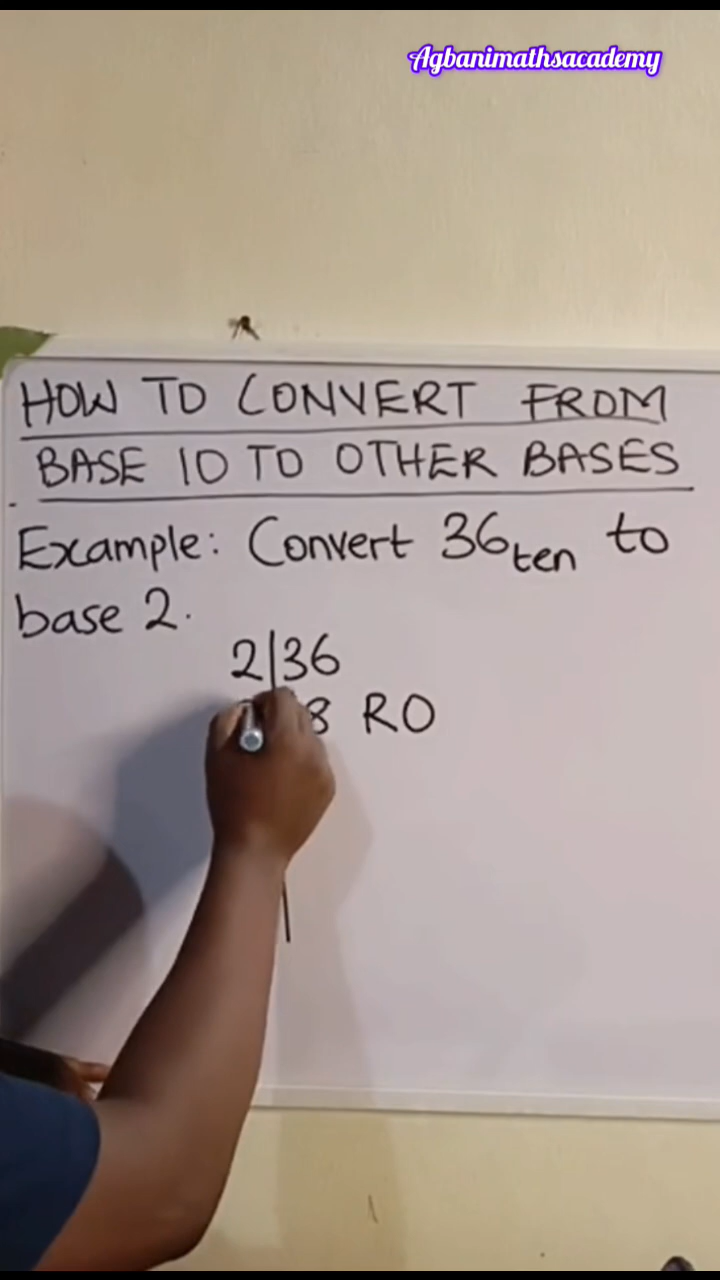 Agbanimathsacademy
HOW TO CONVERT FROM
BASE 10 TO OTHER BASES
Example: Convert 36ten to
base 2.
2|36
8 R0